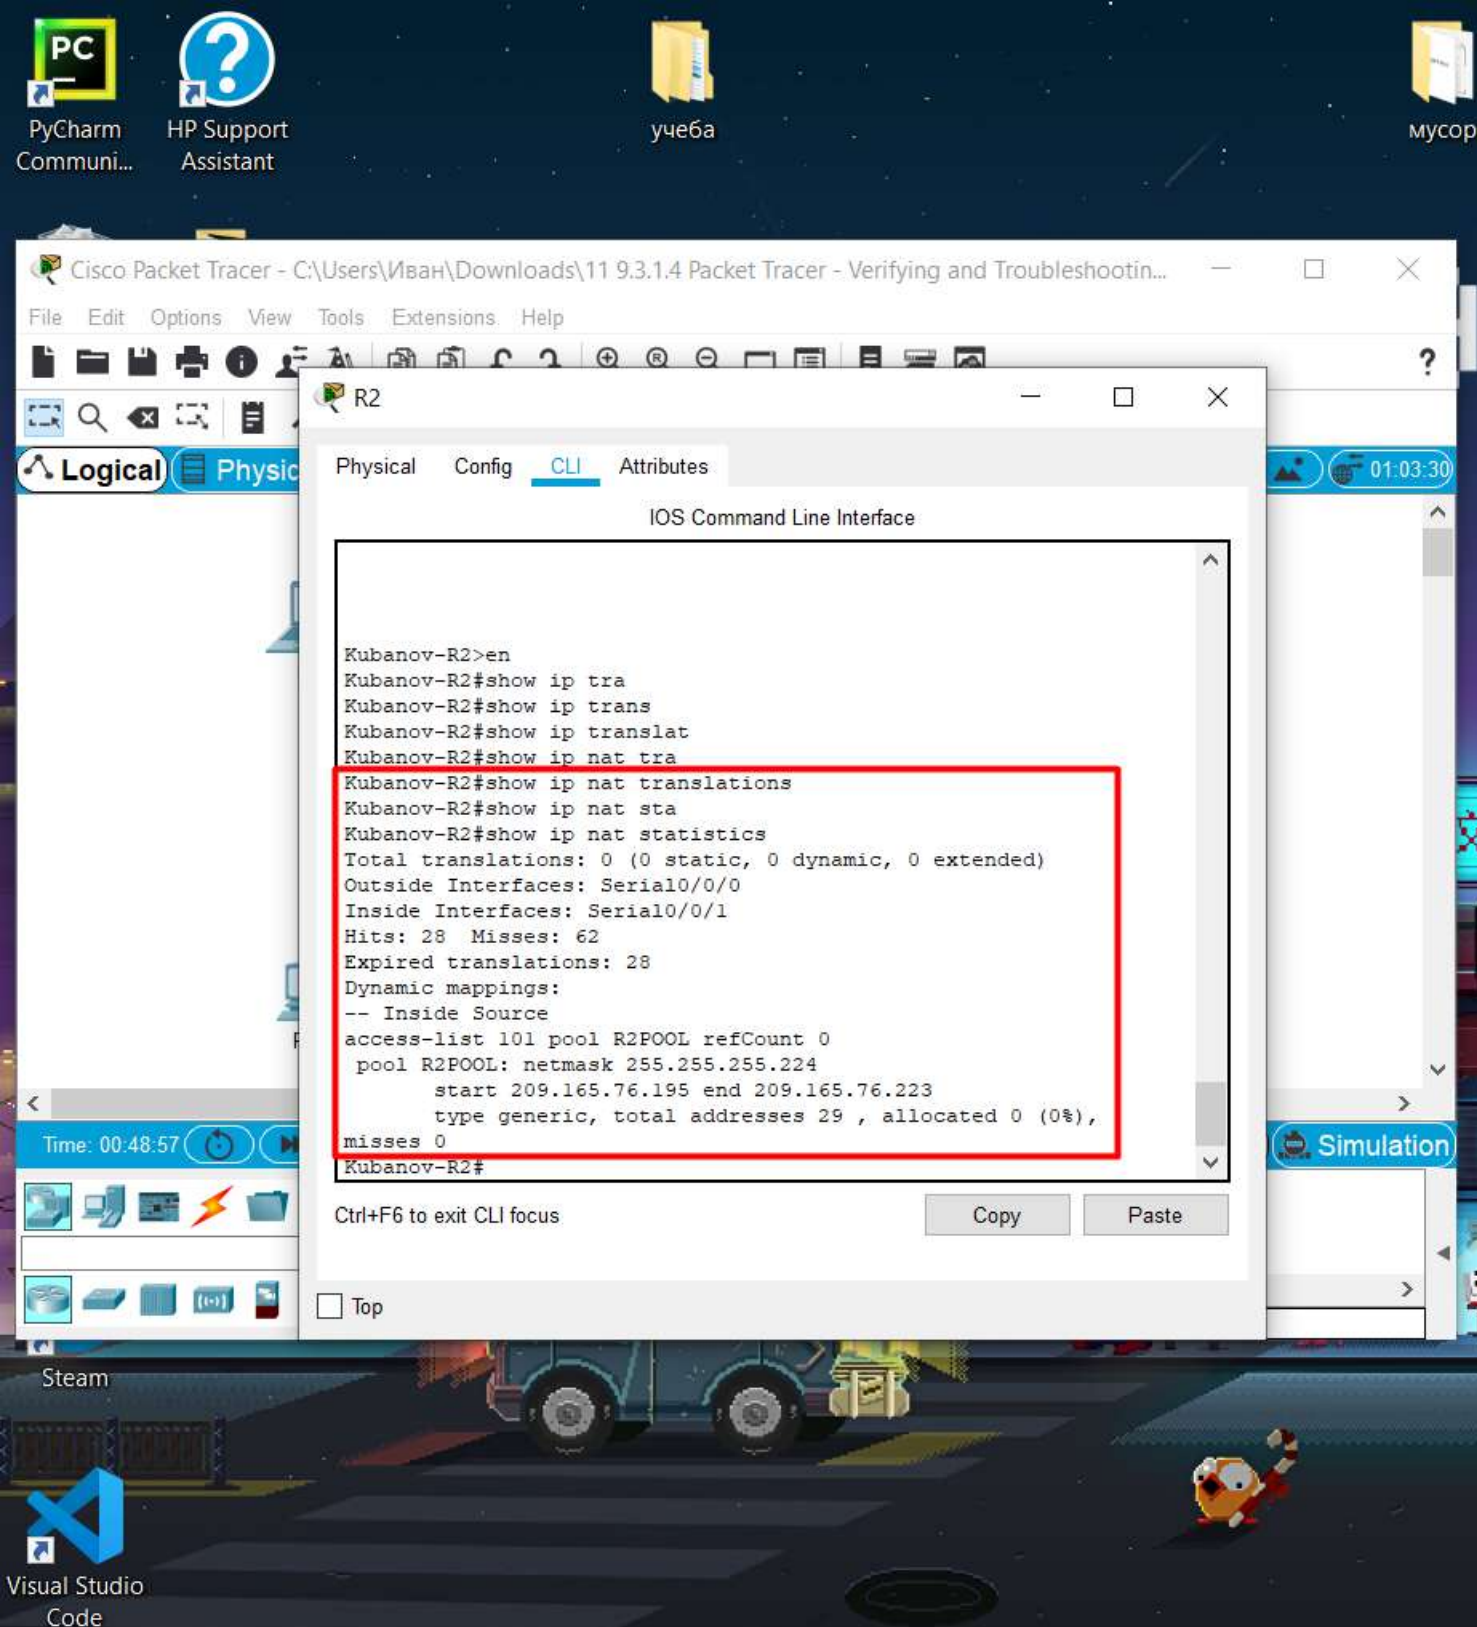 PC
PyCharm
Communi...
HP Support
Assistant
учеба
мусор
Cisco Packet Tracer - C:\Users\Иван\Downloads\11 9.3.1.4 Packet Tracer - Verifying and Troubleshootin...
File Edit Options View Tools Extensions Help
R2
Logical
Physic
01:03:30
Physical Config CLI Attributes
IOS Command Line Interface
Kubanov-R2>en
Kubanov-R2#show ip tra
Kubanov-R2#show ip trans
Kubanov-R2#show ip translat
Kubanov-R2#show ip nat tra
Kubanov-R2#show ip nat translations
Kubanov-R2#show ip nat sta
Kubanov-R2#show ip nat statistics
Total translations: 0 (0 static, 0 dynamic, 0 extended)
Outside Interfaces: Serial0/0/0
Inside Interfaces: Serial0/0/1
Hits: 28 Misses: 62
Expired translations: 28
Dynamic mappings:
-- Inside Source
access-list 101 pool R2POOL refCount 0
pool R2POOL: netmask 255.255.255.224
start 209.165.76.195 end 209.165.76.223
type generic, total addresses 29 , allocated 0 (0%),
misses 0
Kubanov-R2#
Time: 00:48:57
Simulation
Ctrl+F6 to exit CLI focus
Copy
Paste
Top
Steam
Visual Studio
Code